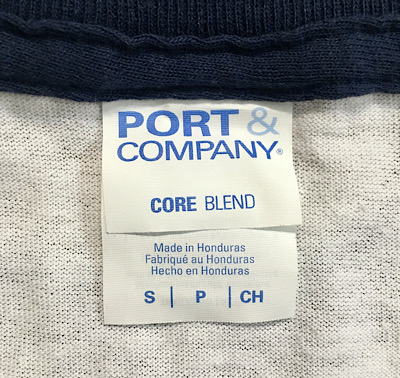 PORT &
COMPANY®
CORE BLEND
Made in Honduras
Fabriqué au Honduras
Hecho en Honduras
S | P | CH